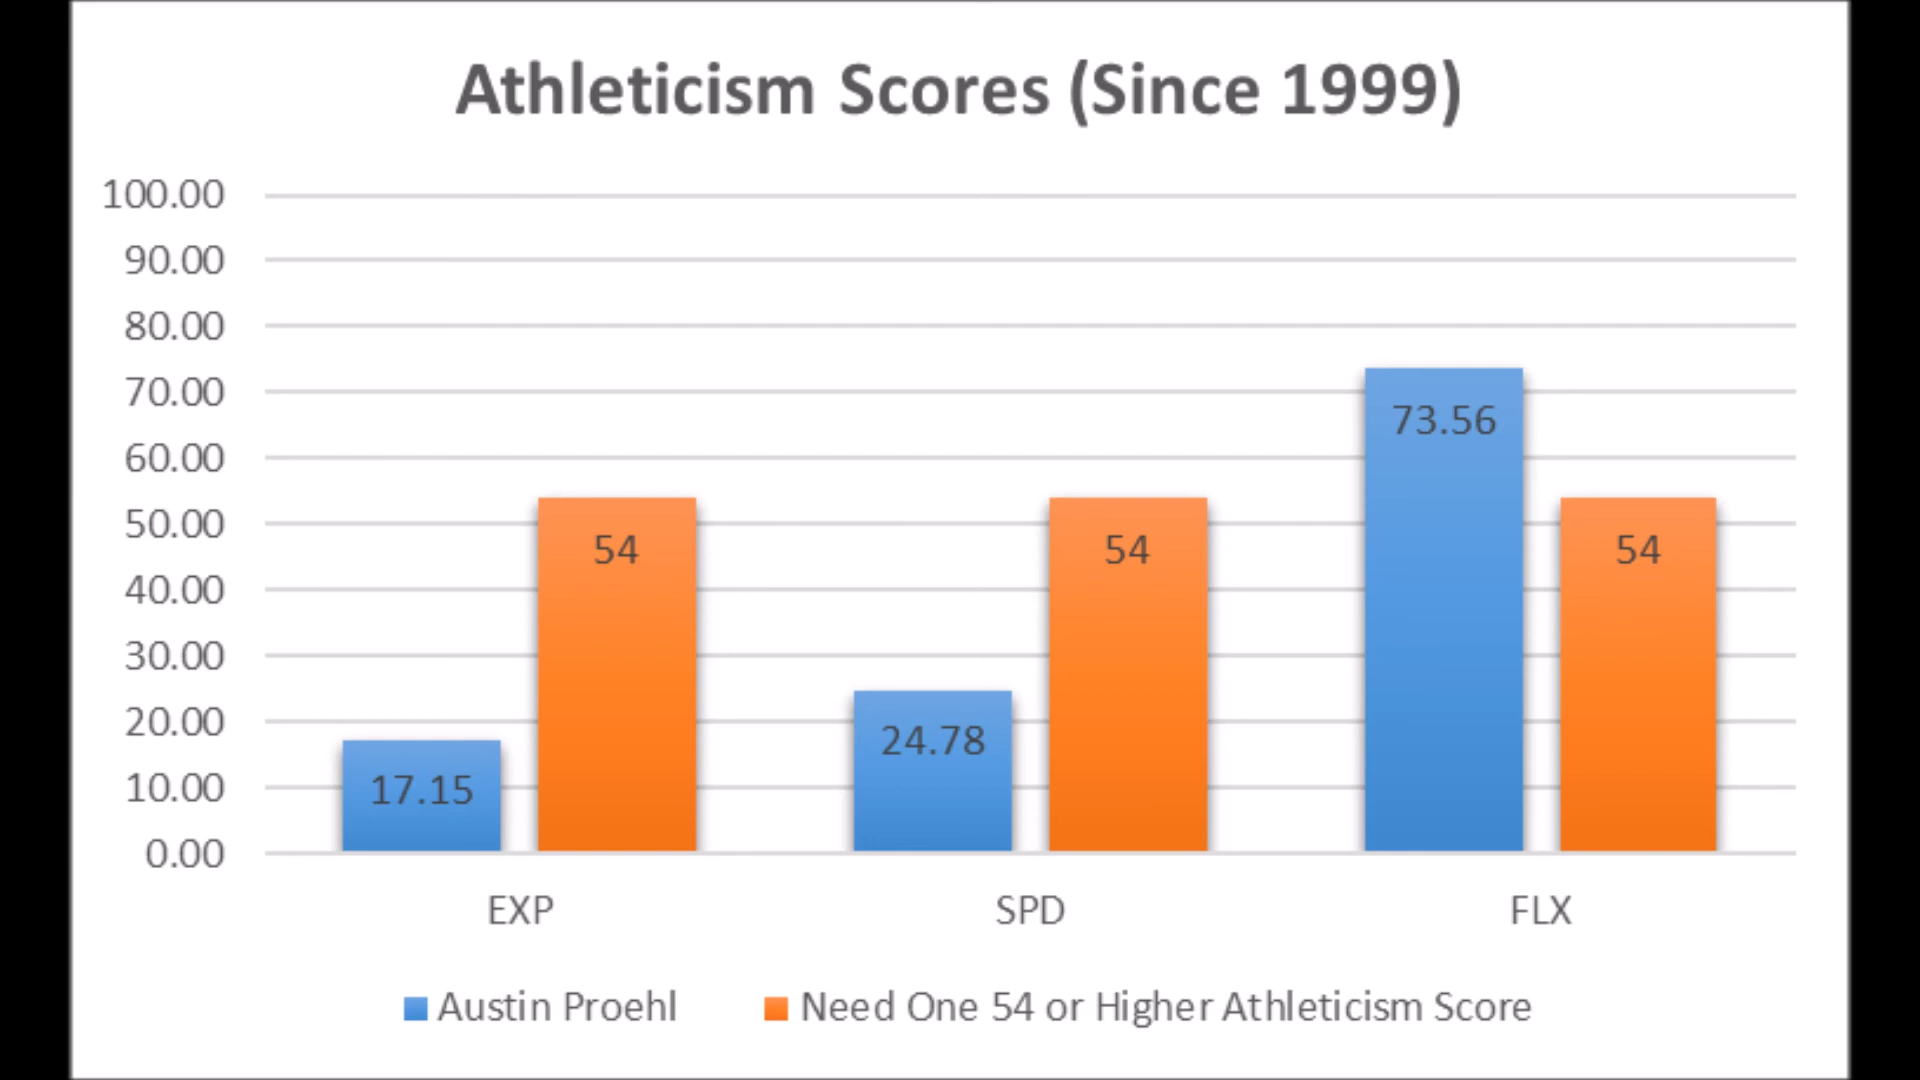 Athleticism Scores (Since 1999)
100.00
90.00
80.00
70.00
60.00
50.00
40.00
30.00
20.00
10.00
0.00
17.15
54
24.78
54
73.56
54
EXP
SPD
FLX
Austin Proehl
Need One 54 or Higher Athleticism Score